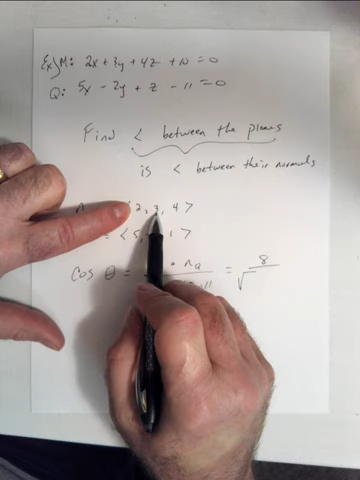 Ex) M: 2x + 3y + 4z + 10 = 0
Q: 5x - 2y + z - 11 = 0
Find < between the planes
is < between their normals
2, 3, 4 >
= < 5, 1 >
cos θ = • n_Q = 8 / √